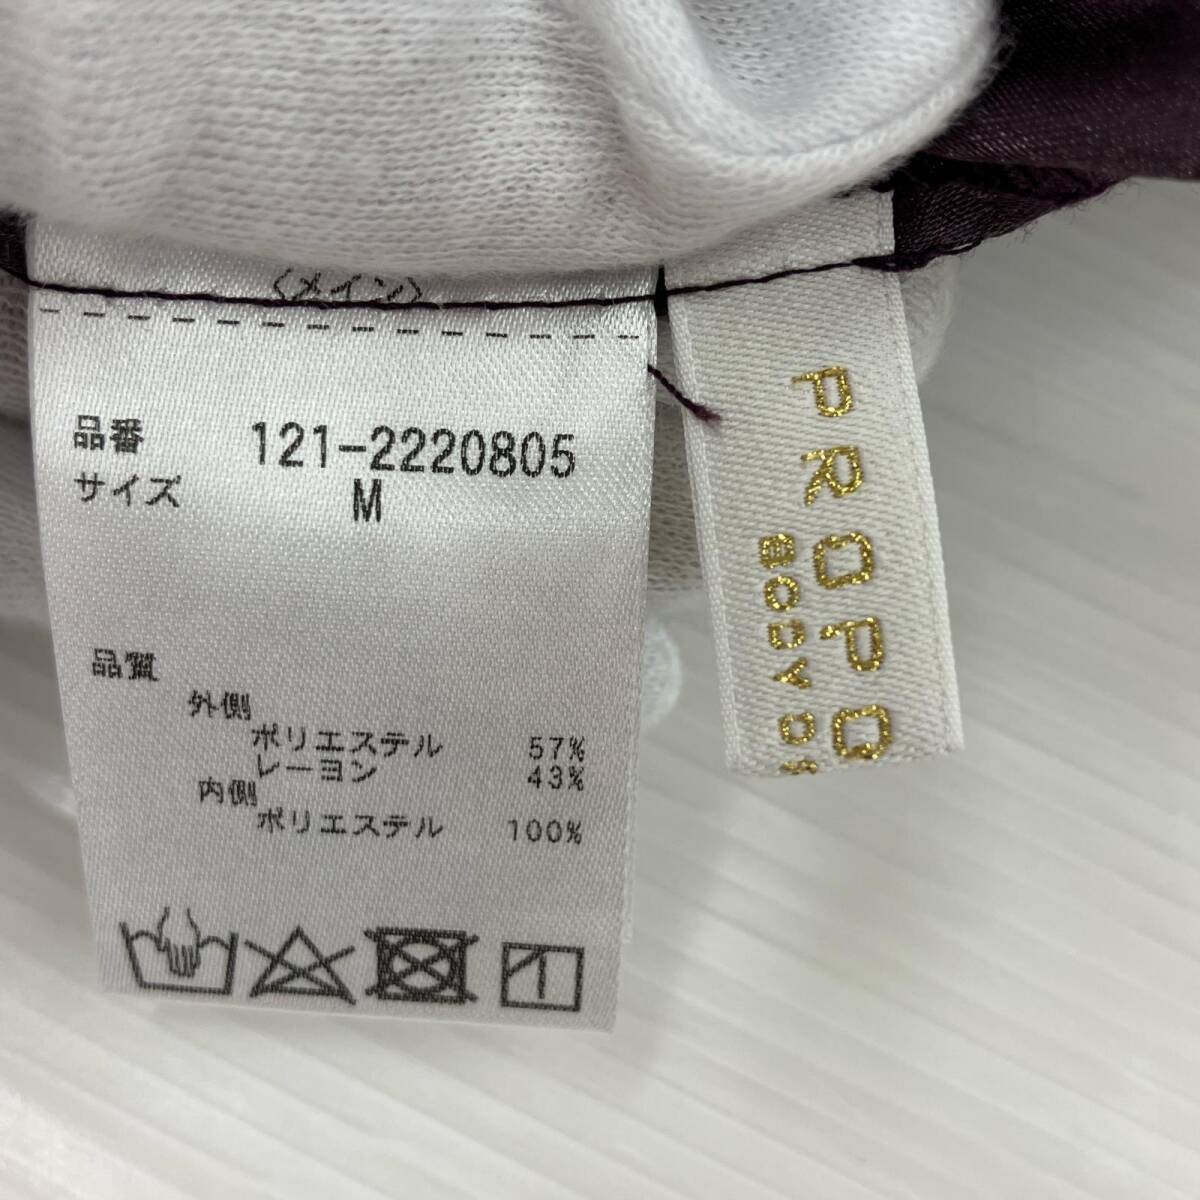 〈メイン〉
品番 121-2220805
サイズ M
品質
外側
ポリエステル 57%
レーヨン 43%
内側
ポリエステル 100%
PROPO
BODY D